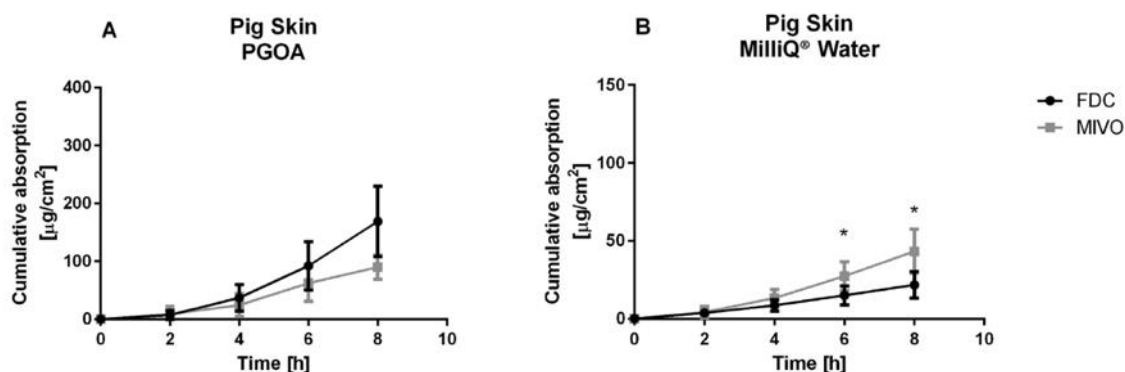 A
Pig Skin
PGOA
Cumulative absorption
[µg/cm²]
400
300
200
100
0
0 2 4 6 8 10
Time [h]
B
Pig Skin
MilliQ® Water
Cumulative absorption
[µg/cm²]
150
100
50
0
* *
0 2 4 6 8 10
Time [h]
FDC
MIVO